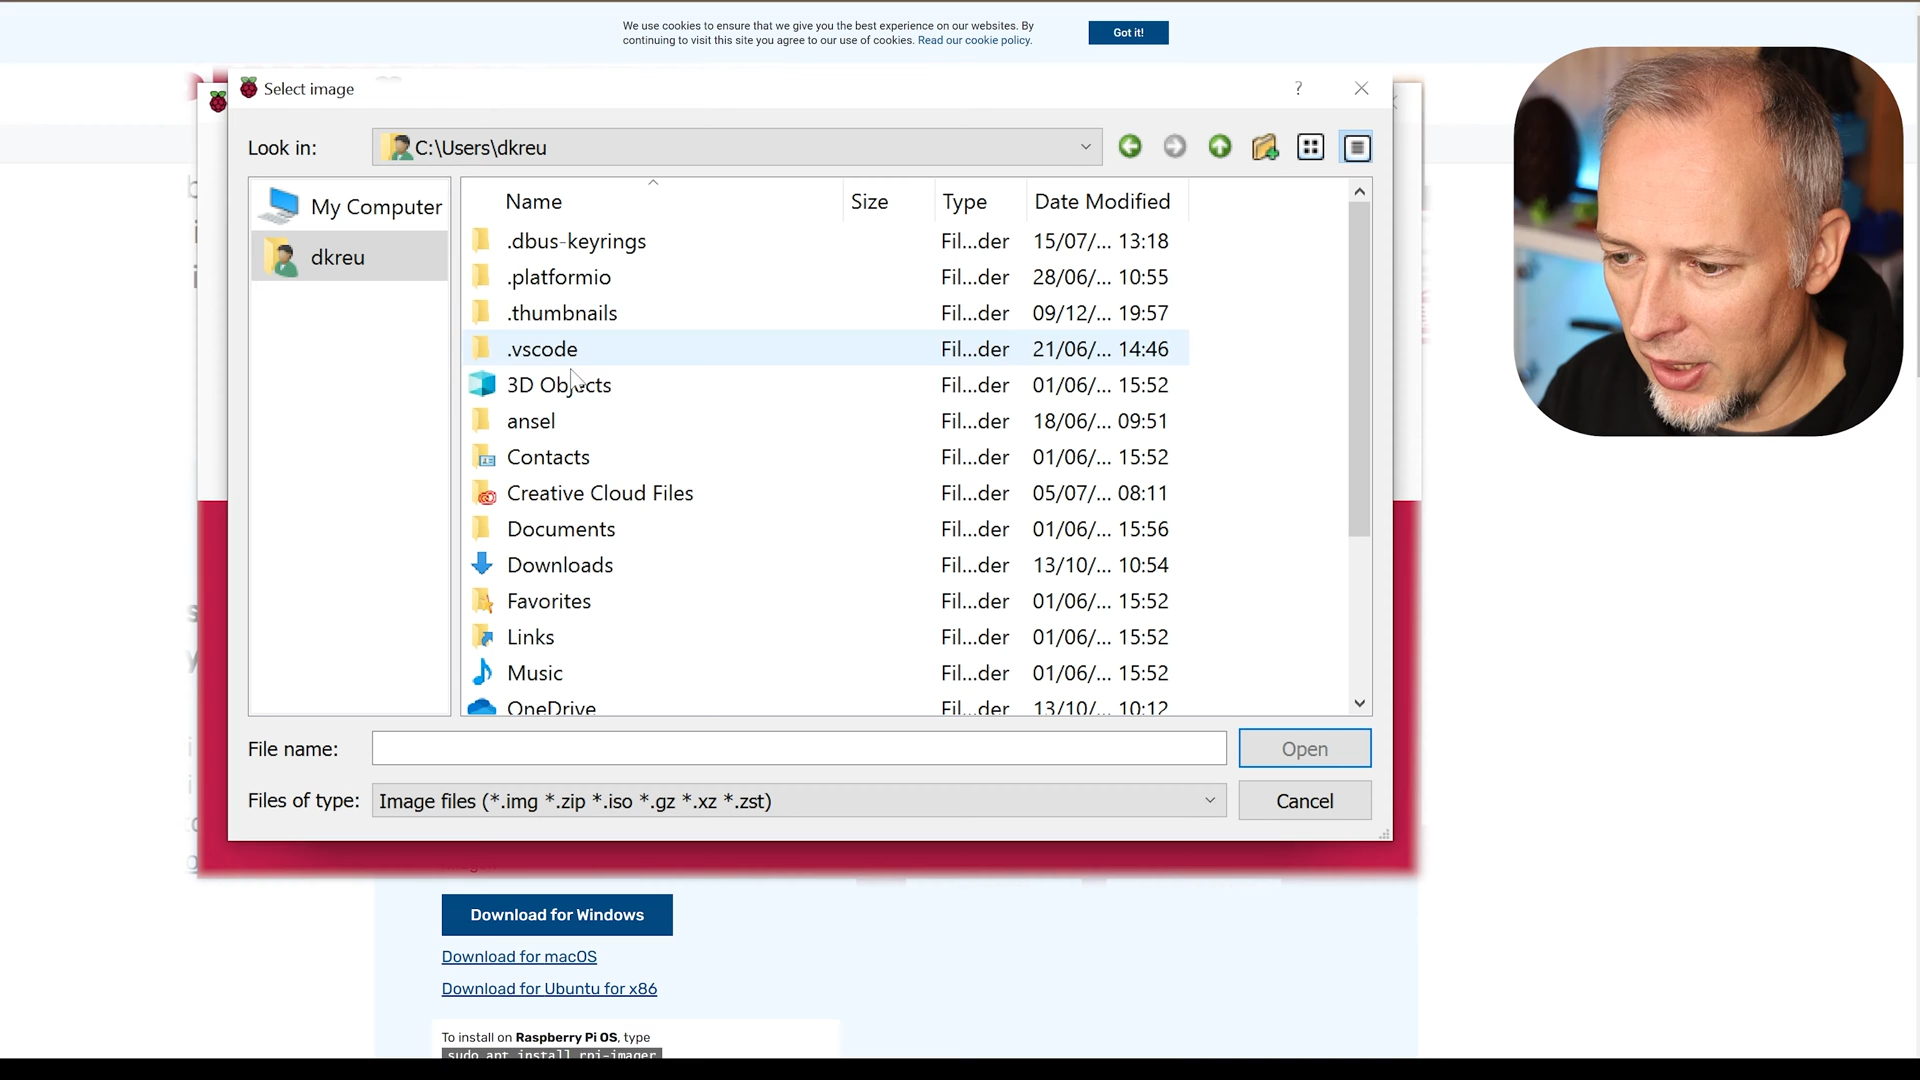 We use cookies to ensure that we give you the best experience on our websites. By
continuing to visit this site you agree to our use of cookies. Read our cookie policy.
Got it!
Select image
?
Look in:
C:\Users\dkreu
My Computer
dkreu
Name Size Type Date Modified
.dbus-keyrings Fil...der 15/07/... 13:18
.platformio Fil...der 28/06/... 10:55
.thumbnails Fil...der 09/12/... 19:57
.vscode Fil...der 21/06/... 14:46
3D Objects Fil...der 01/06/... 15:52
ansel Fil...der 18/06/... 09:51
Contacts Fil...der 01/06/... 15:52
Creative Cloud Files Fil...der 05/07/... 08:11
Documents Fil...der 01/06/... 15:56
Downloads Fil...der 13/10/... 10:54
Favorites Fil...der 01/06/... 15:52
Links Fil...der 01/06/... 15:52
Music Fil...der 01/06/... 15:52
OneDrive Fil...der 13/10/... 10:12
File name:
Open
Files of type: Image files (*.img *.zip *.iso *.gz *.xz *.zst)
Cancel
Download for Windows
Download for macOS
Download for Ubuntu for x86
To install on Raspberry Pi OS, type
sudo apt install rpi-imager